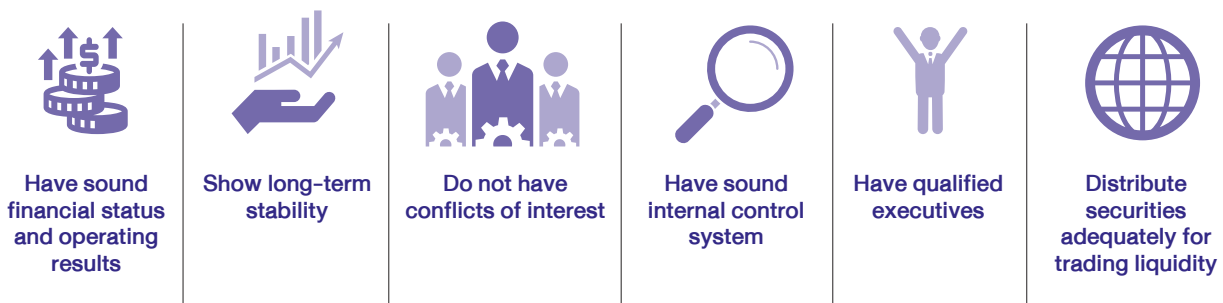 $
Have sound
financial status
and operating
results
Show long-term
stability
Do not have
conflicts of interest
Have sound
internal control
system
Have qualified
executives
Distribute
securities
adequately for
trading liquidity